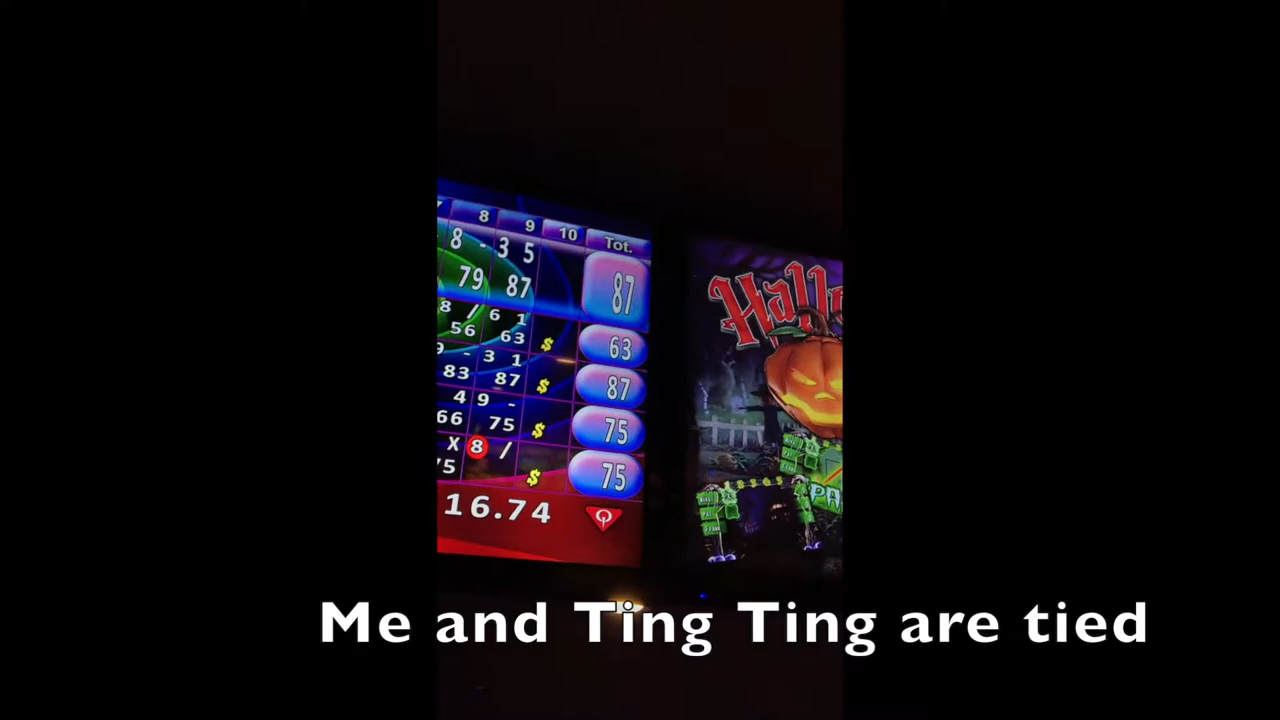 8 9 10 Tot.
8 - 3 5
79 87 87
8 / 6 1
56 63 $ 63
9 - 3 1
83 87 $ 87
4 9 -
66 75 $ 75
X 8 /
75 $ 75
16.74
Me and Ting Ting are tied